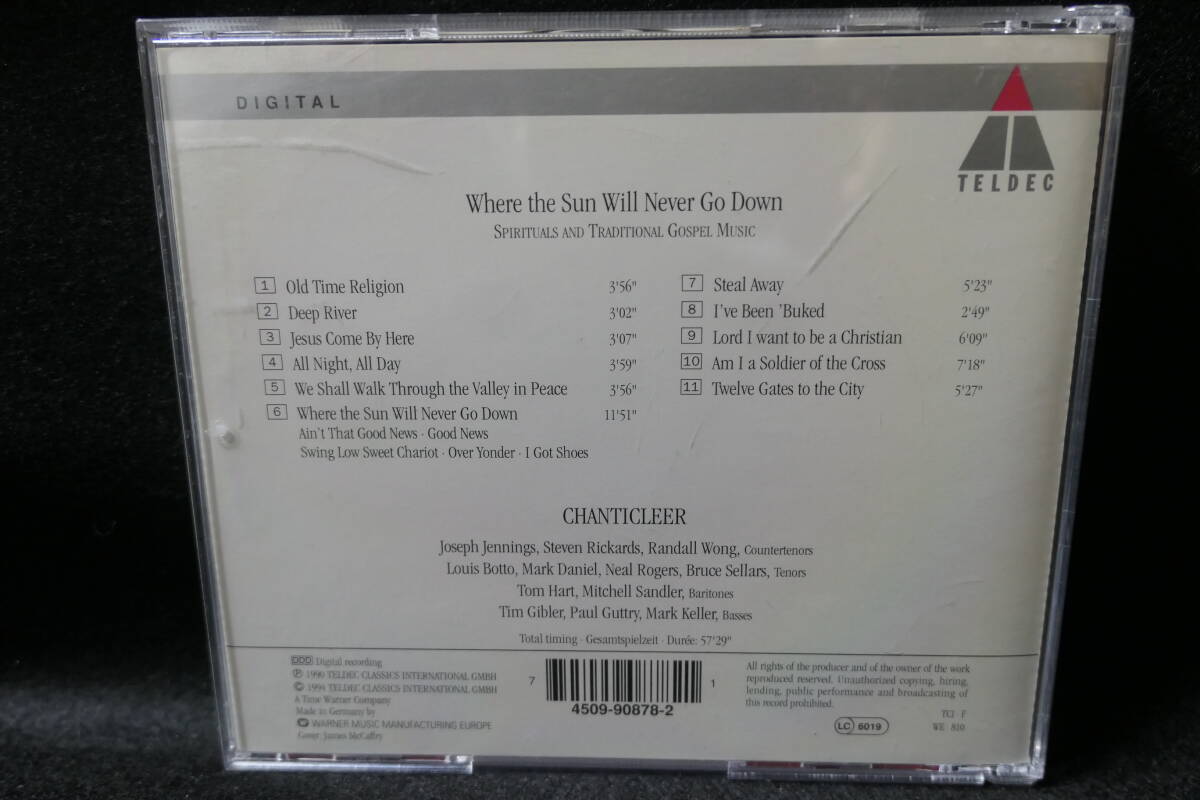 DIGITAL
TELDEC
Where the Sun Will Never Go Down
SPIRITUALS AND TRADITIONAL GOSPEL MUSIC
1 Old Time Religion 3'56"
2 Deep River 3'02"
3 Jesus Come By Here 3'07"
4 All Night, All Day 3'59"
5 We Shall Walk Through the Valley in Peace 3'56"
6 Where the Sun Will Never Go Down 11'51"
Ain't That Good News · Good News
Swing Low Sweet Chariot · Over Yonder · I Got Shoes
7 Steal Away 5'23"
8 I've Been 'Buked 2'49"
9 Lord I want to be a Christian 6'09"
10 Am I a Soldier of the Cross 7'18"
11 Twelve Gates to the City 5'27"
CHANTICLEER
Joseph Jennings, Steven Rickards, Randall Wong, Countertenors
Louis Botto, Mark Daniel, Neal Rogers, Bruce Sellars, Tenors
Tom Hart, Mitchell Sandler, Baritones
Tim Gibler, Paul Guttry, Mark Keller, Basses
Total timing · Gesamtspielzeit · Durée: 57'29"
DDD Digital recording
℗ 1990 TELDEC CLASSICS INTERNATIONAL GMBH
© 1994 TELDEC CLASSICS INTERNATIONAL GMBH
A Time Warner Company
Made in Germany by
WARNER MUSIC MANUFACTURING EUROPE
Cover: James McCaffry
7 4509-90878-2 1
All rights of the producer and of the owner of the work
reproduced reserved. Unauthorized copying, hiring,
lending, public performance and broadcasting of
this record prohibited.
LC 6019
TCI F
WE 810